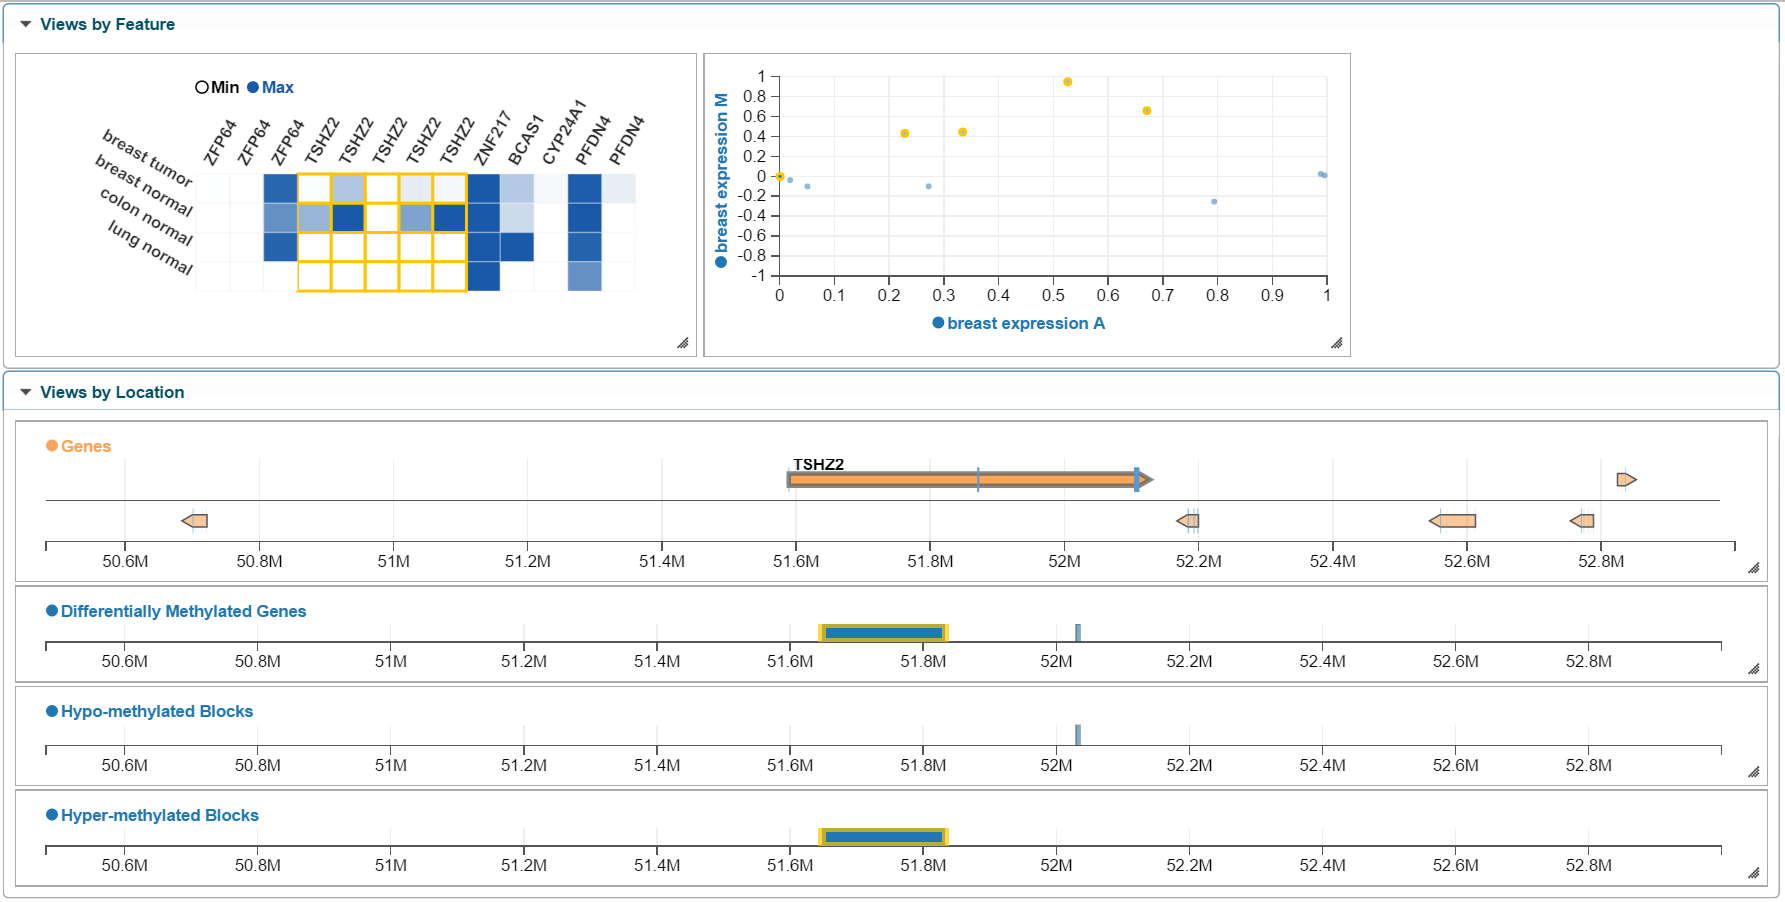 Views by Feature
Min Max
ZFP64 ZFP64 ZFP64 TSHZ2 TSHZ2 TSHZ2 TSHZ2 TSHZ2 ZNF217 BCAS1 CYP24A1 PFDN4 PFDN4
breast tumor
breast normal
colon normal
lung normal
breast expression M
1
0.8
0.6
0.4
0.2
0
-0.2
-0.4
-0.6
-0.8
-1
0 0.1 0.2 0.3 0.4 0.5 0.6 0.7 0.8 0.9 1
breast expression A
Views by Location
Genes
TSHZ2
50.6M 50.8M 51M 51.2M 51.4M 51.6M 51.8M 52M 52.2M 52.4M 52.6M 52.8M
Differentially Methylated Genes
50.6M 50.8M 51M 51.2M 51.4M 51.6M 51.8M 52M 52.2M 52.4M 52.6M 52.8M
Hypo-methylated Blocks
50.6M 50.8M 51M 51.2M 51.4M 51.6M 51.8M 52M 52.2M 52.4M 52.6M 52.8M
Hyper-methylated Blocks
50.6M 50.8M 51M 51.2M 51.4M 51.6M 51.8M 52M 52.2M 52.4M 52.6M 52.8M